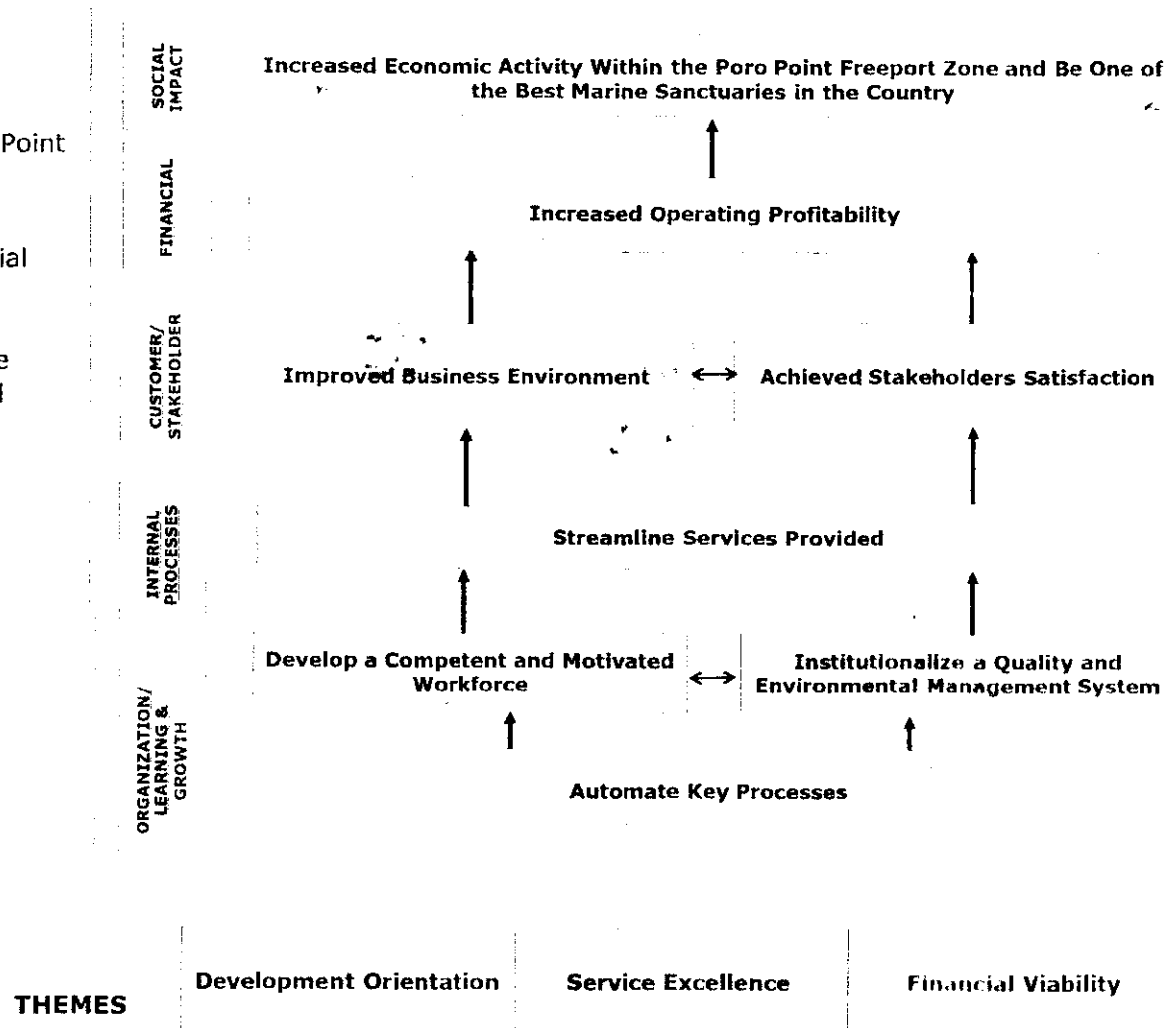 Point
ial
e
SOCIAL
IMPACT
Increased Economic Activity Within the Poro Point Freeport Zone and Be One of
the Best Marine Sanctuaries in the Country
FINANCIAL
Increased Operating Profitability
CUSTOMER/
STAKEHOLDER
Improved Business Environment
Achieved Stakeholders Satisfaction
INTERNAL
PROCESSES
Streamline Services Provided
ORGANIZATION/
LEARNING &
GROWTH
Develop a Competent and Motivated
Workforce
Institutionalize a Quality and
Environmental Management System
Automate Key Processes
THEMES
Development Orientation
Service Excellence
Financial Viability